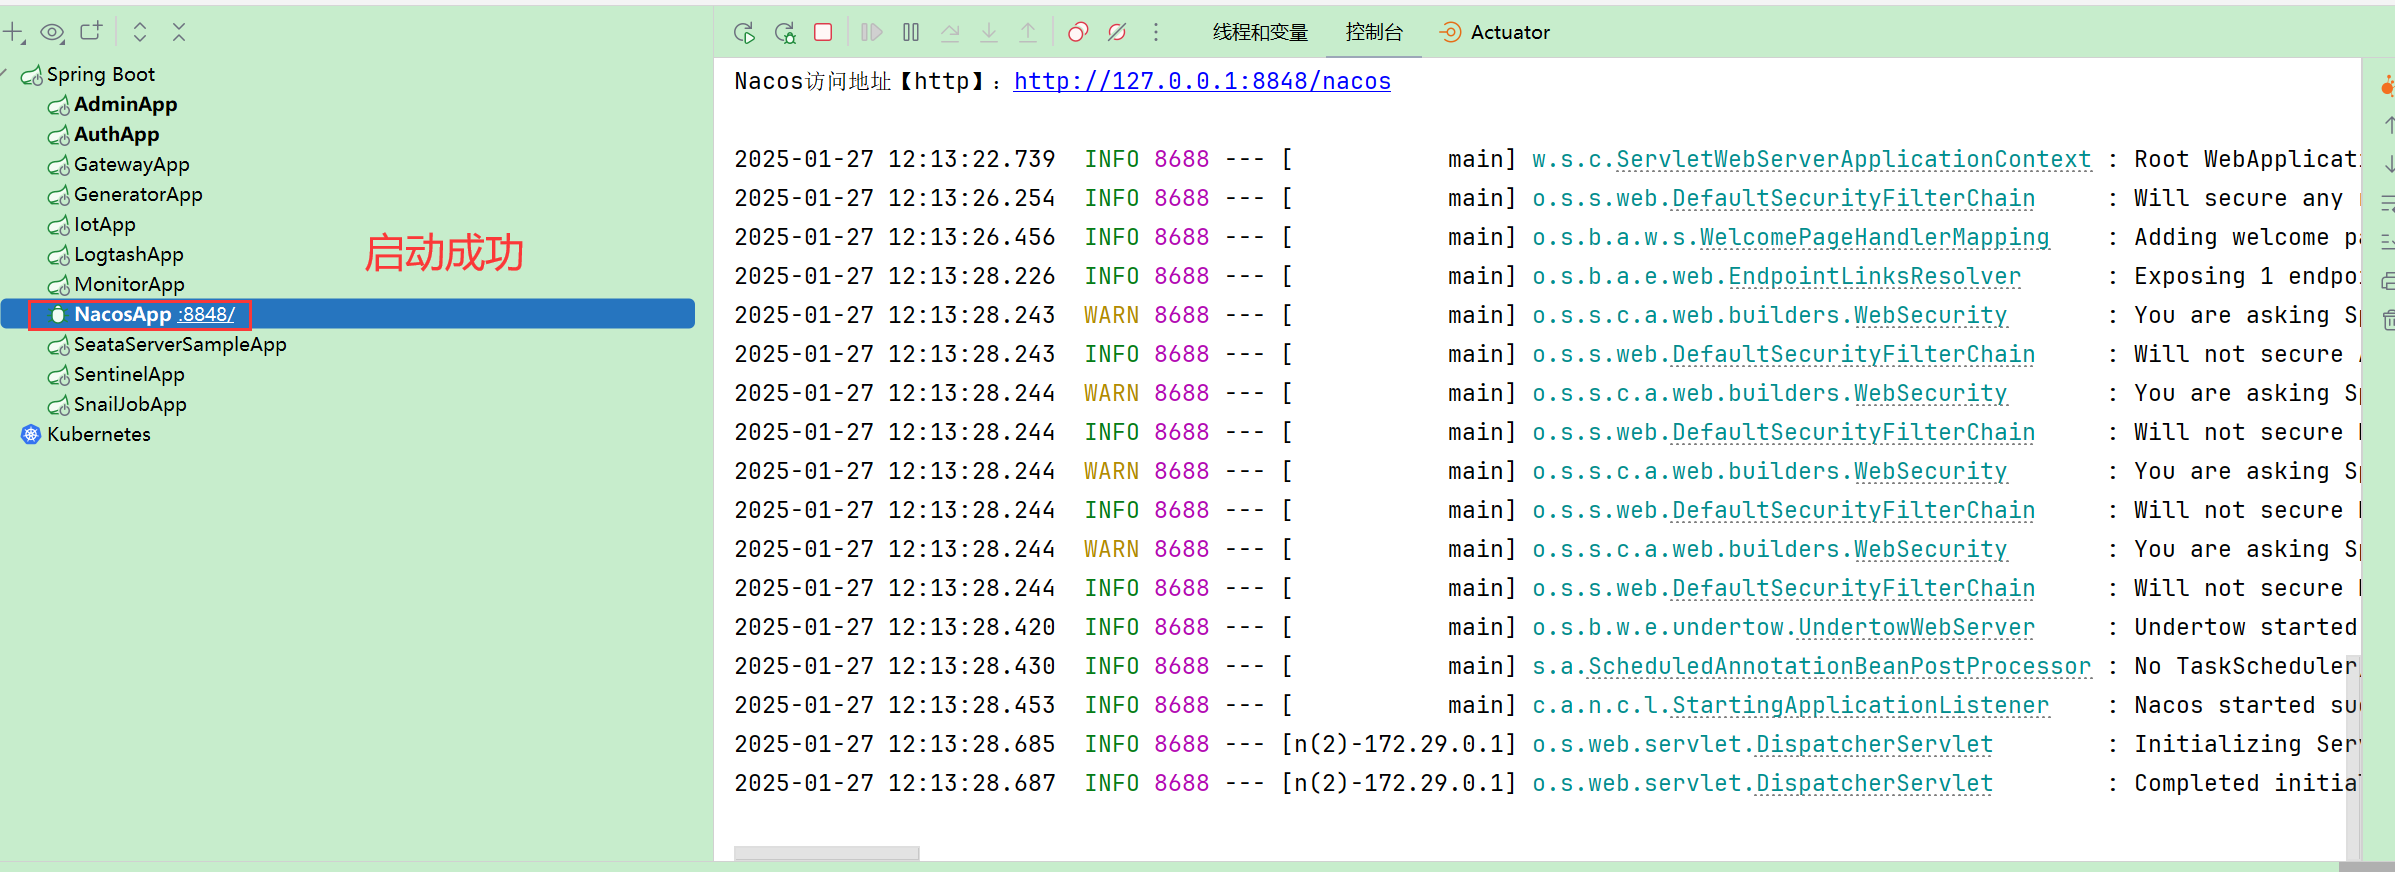 线程和变量 控制台 Actuator
Spring Boot
AdminApp
AuthApp
GatewayApp
GeneratorApp
IotApp
LogtashApp
MonitorApp
NacosApp :8848/
SeataServerSampleApp
SentinelApp
SnailJobApp
Kubernetes
启动成功
Nacos访问地址【http】：http://127.0.0.1:8848/nacos
2025-01-27 12:13:22.739 INFO 8688 --- [ main] w.s.c.ServletWebServerApplicationContext : Root WebApplicati
2025-01-27 12:13:26.254 INFO 8688 --- [ main] o.s.s.web.DefaultSecurityFilterChain : Will secure any
2025-01-27 12:13:26.456 INFO 8688 --- [ main] o.s.b.a.w.s.WelcomePageHandlerMapping : Adding welcome pa
2025-01-27 12:13:28.226 INFO 8688 --- [ main] o.s.b.a.e.web.EndpointLinksResolver : Exposing 1 endpoi
2025-01-27 12:13:28.243 WARN 8688 --- [ main] o.s.s.c.a.web.builders.WebSecurity : You are asking Sp
2025-01-27 12:13:28.243 INFO 8688 --- [ main] o.s.s.web.DefaultSecurityFilterChain : Will not secure
2025-01-27 12:13:28.244 WARN 8688 --- [ main] o.s.s.c.a.web.builders.WebSecurity : You are asking Sp
2025-01-27 12:13:28.244 INFO 8688 --- [ main] o.s.s.web.DefaultSecurityFilterChain : Will not secure
2025-01-27 12:13:28.244 WARN 8688 --- [ main] o.s.s.c.a.web.builders.WebSecurity : You are asking Sp
2025-01-27 12:13:28.244 INFO 8688 --- [ main] o.s.s.web.DefaultSecurityFilterChain : Will not secure
2025-01-27 12:13:28.244 WARN 8688 --- [ main] o.s.s.c.a.web.builders.WebSecurity : You are asking Sp
2025-01-27 12:13:28.244 INFO 8688 --- [ main] o.s.s.web.DefaultSecurityFilterChain : Will not secure
2025-01-27 12:13:28.420 INFO 8688 --- [ main] o.s.b.w.e.undertow.UndertowWebServer : Undertow started
2025-01-27 12:13:28.430 INFO 8688 --- [ main] s.a.ScheduledAnnotationBeanPostProcessor : No TaskScheduler
2025-01-27 12:13:28.453 INFO 8688 --- [ main] c.a.n.c.l.StartingApplicationListener : Nacos started su
2025-01-27 12:13:28.685 INFO 8688 --- [n(2)-172.29.0.1] o.s.web.servlet.DispatcherServlet : Initializing Ser
2025-01-27 12:13:28.687 INFO 8688 --- [n(2)-172.29.0.1] o.s.web.servlet.DispatcherServlet : Completed initia